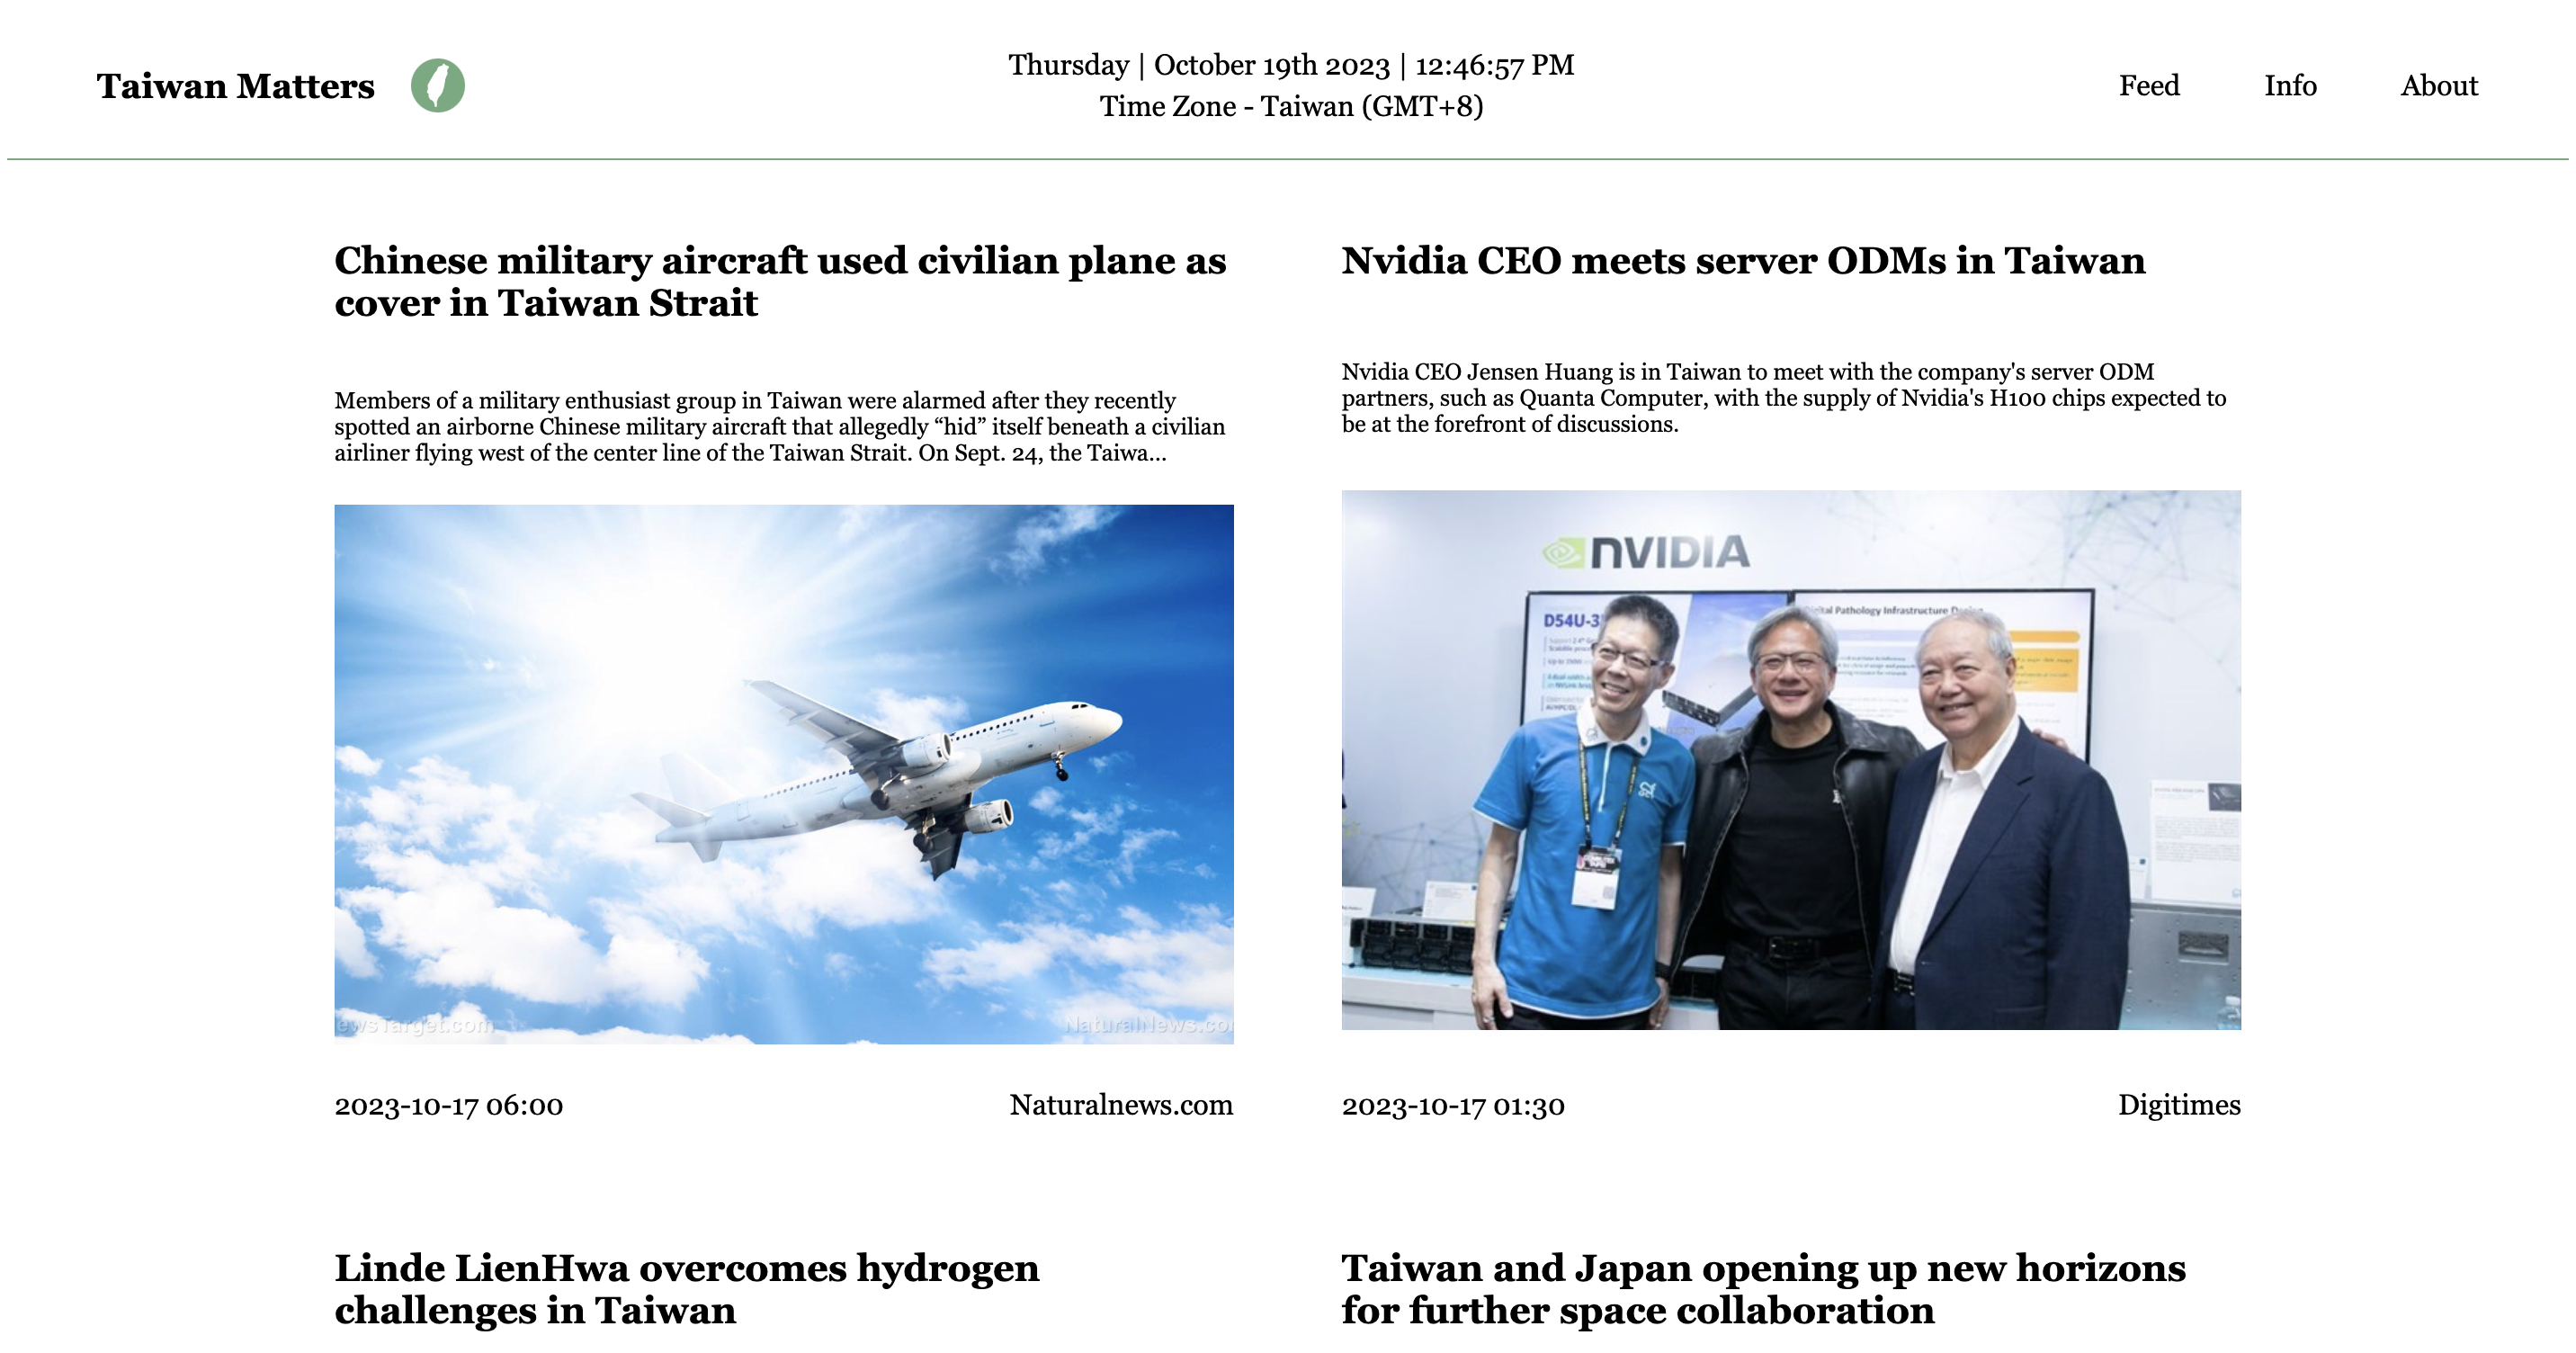 Taiwan Matters
Thursday | October 19th 2023 | 12:46:57 PM
Time Zone - Taiwan (GMT+8)
Feed
Info
About
Chinese military aircraft used civilian plane as
cover in Taiwan Strait
Members of a military enthusiast group in Taiwan were alarmed after they recently
spotted an airborne Chinese military aircraft that allegedly “hid” itself beneath a civilian
airliner flying west of the center line of the Taiwan Strait. On Sept. 24, the Taiwa...
ewsTarget.com
NaturalNews.co
2023-10-17 06:00
Naturalnews.com
Nvidia CEO meets server ODMs in Taiwan
Nvidia CEO Jensen Huang is in Taiwan to meet with the company's server ODM
partners, such as Quanta Computer, with the supply of Nvidia's H100 chips expected to
be at the forefront of discussions.
NVIDIA
D54U-3
Digital Pathology Infrastructure Design
2023-10-17 01:30
Digitimes
Linde LienHwa overcomes hydrogen
challenges in Taiwan
Taiwan and Japan opening up new horizons
for further space collaboration